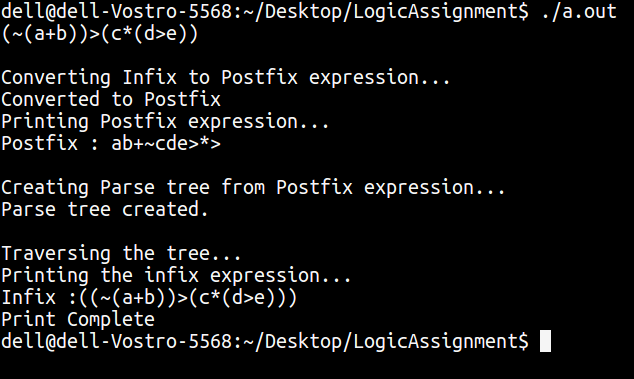 dell@dell-Vostro-5568:~/Desktop/LogicAssignment$ ./a.out
(~(a+b))>(c*(d>e))
Converting Infix to Postfix expression...
Converted to Postfix
Printing Postfix expression...
Postfix : ab+~cde>*>
Creating Parse tree from Postfix expression...
Parse tree created.
Traversing the tree...
Printing the infix expression...
Infix :((~(a+b))>(c*(d>e)))
Print Complete
dell@dell-Vostro-5568:~/Desktop/LogicAssignment$